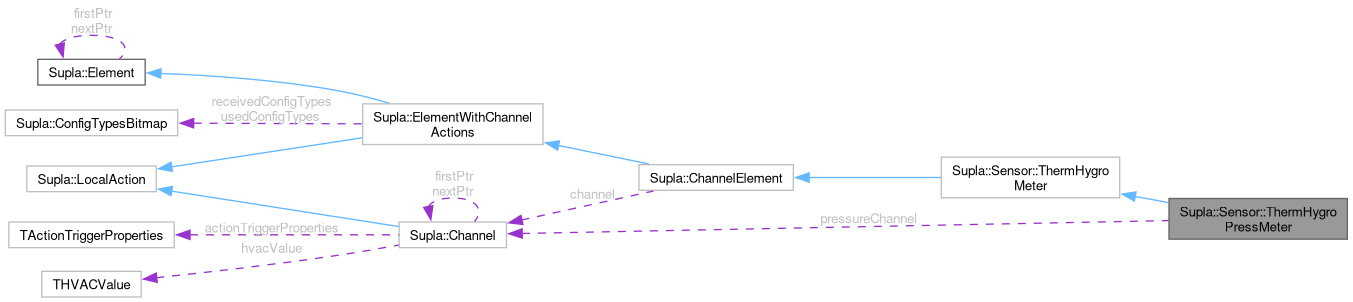 firstPtr
nextPtr
Supla::Element
receivedConfigTypes
usedConfigTypes
Supla::ConfigTypesBitmap
Supla::ElementWithChannel
Actions
Supla::LocalAction
firstPtr
nextPtr
Supla::ChannelElement
Supla::Sensor::ThermHygro
Meter
channel
pressureChannel
Supla::Sensor::ThermHygro
PressMeter
TActionTriggerProperties
actionTriggerProperties
Supla::Channel
hvacValue
THVACValue